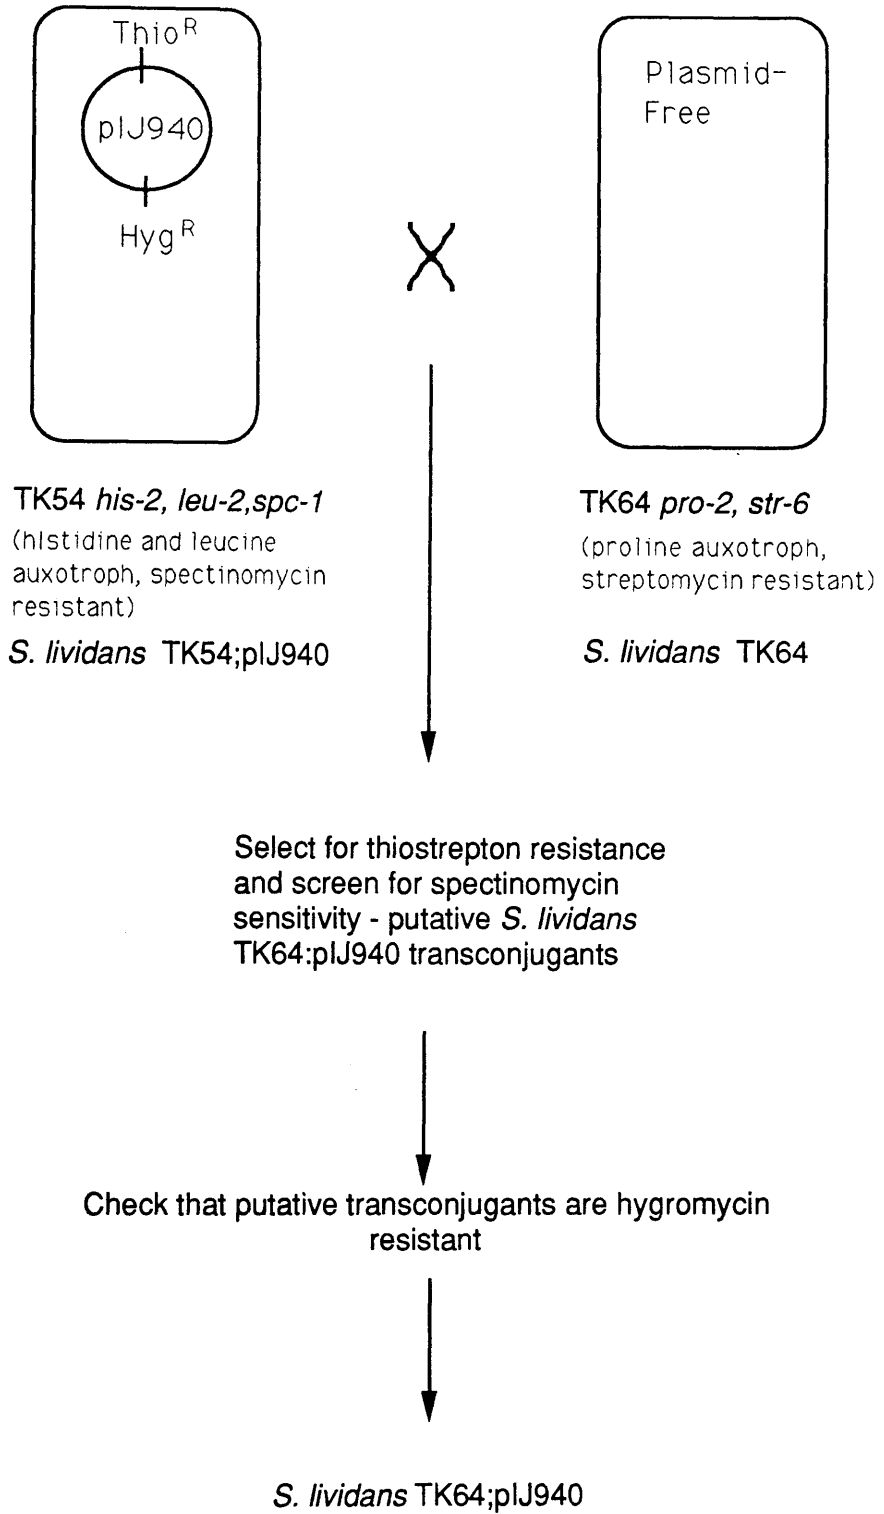 Thio^R
pIJ940
Hyg^R
Plasmid-
Free
X
TK54 his-2, leu-2,spc-1
(histidine and leucine
auxotroph, spectinomycin
resistant)
S. lividans TK54;pIJ940
TK64 pro-2, str-6
(proline auxotroph,
streptomycin resistant)
S. lividans TK64
Select for thiostrepton resistance
and screen for spectinomycin
sensitivity - putative S. lividans
TK64:pIJ940 transconjugants
Check that putative transconjugants are hygromycin
resistant
S. lividans TK64;pIJ940